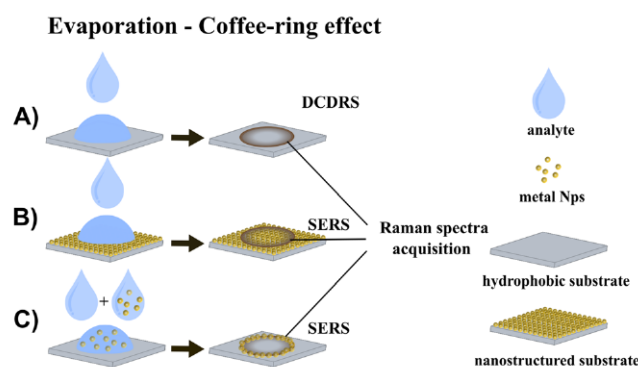 Evaporation - Coffee-ring effect
A)
DCDRS
B)
SERS
C)
+
SERS
Raman spectra
acquisition
analyte
metal Nps
hydrophobic substrate
nanostructured substrate